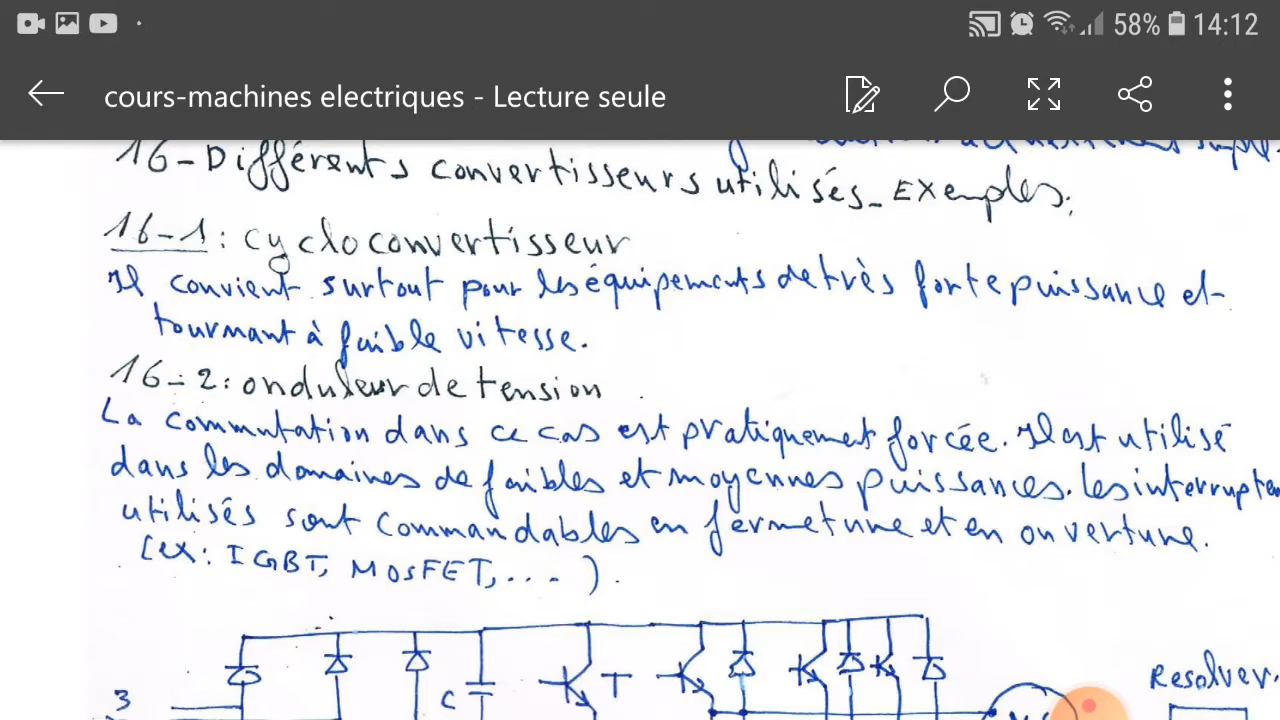 58% 14:12
cours-machines electriques - Lecture seule
16-Différents convertisseurs utilisés_Exemples.
16-1: cycloconvertisseur
Il convient surtout pour les équipements de très forte puissance et
tournant à faible vitesse.
16-2: onduleur de tension
La commutation dans ce cas est pratiquement forcée. Il est utilisé
dans les domaines de faibles et moyennes puissances. les interrupteu
utilisés sont commandables en fermeture et en ouverture.
(ex: IGBT, MOSFET, .... ).
Resolver.
3 C T